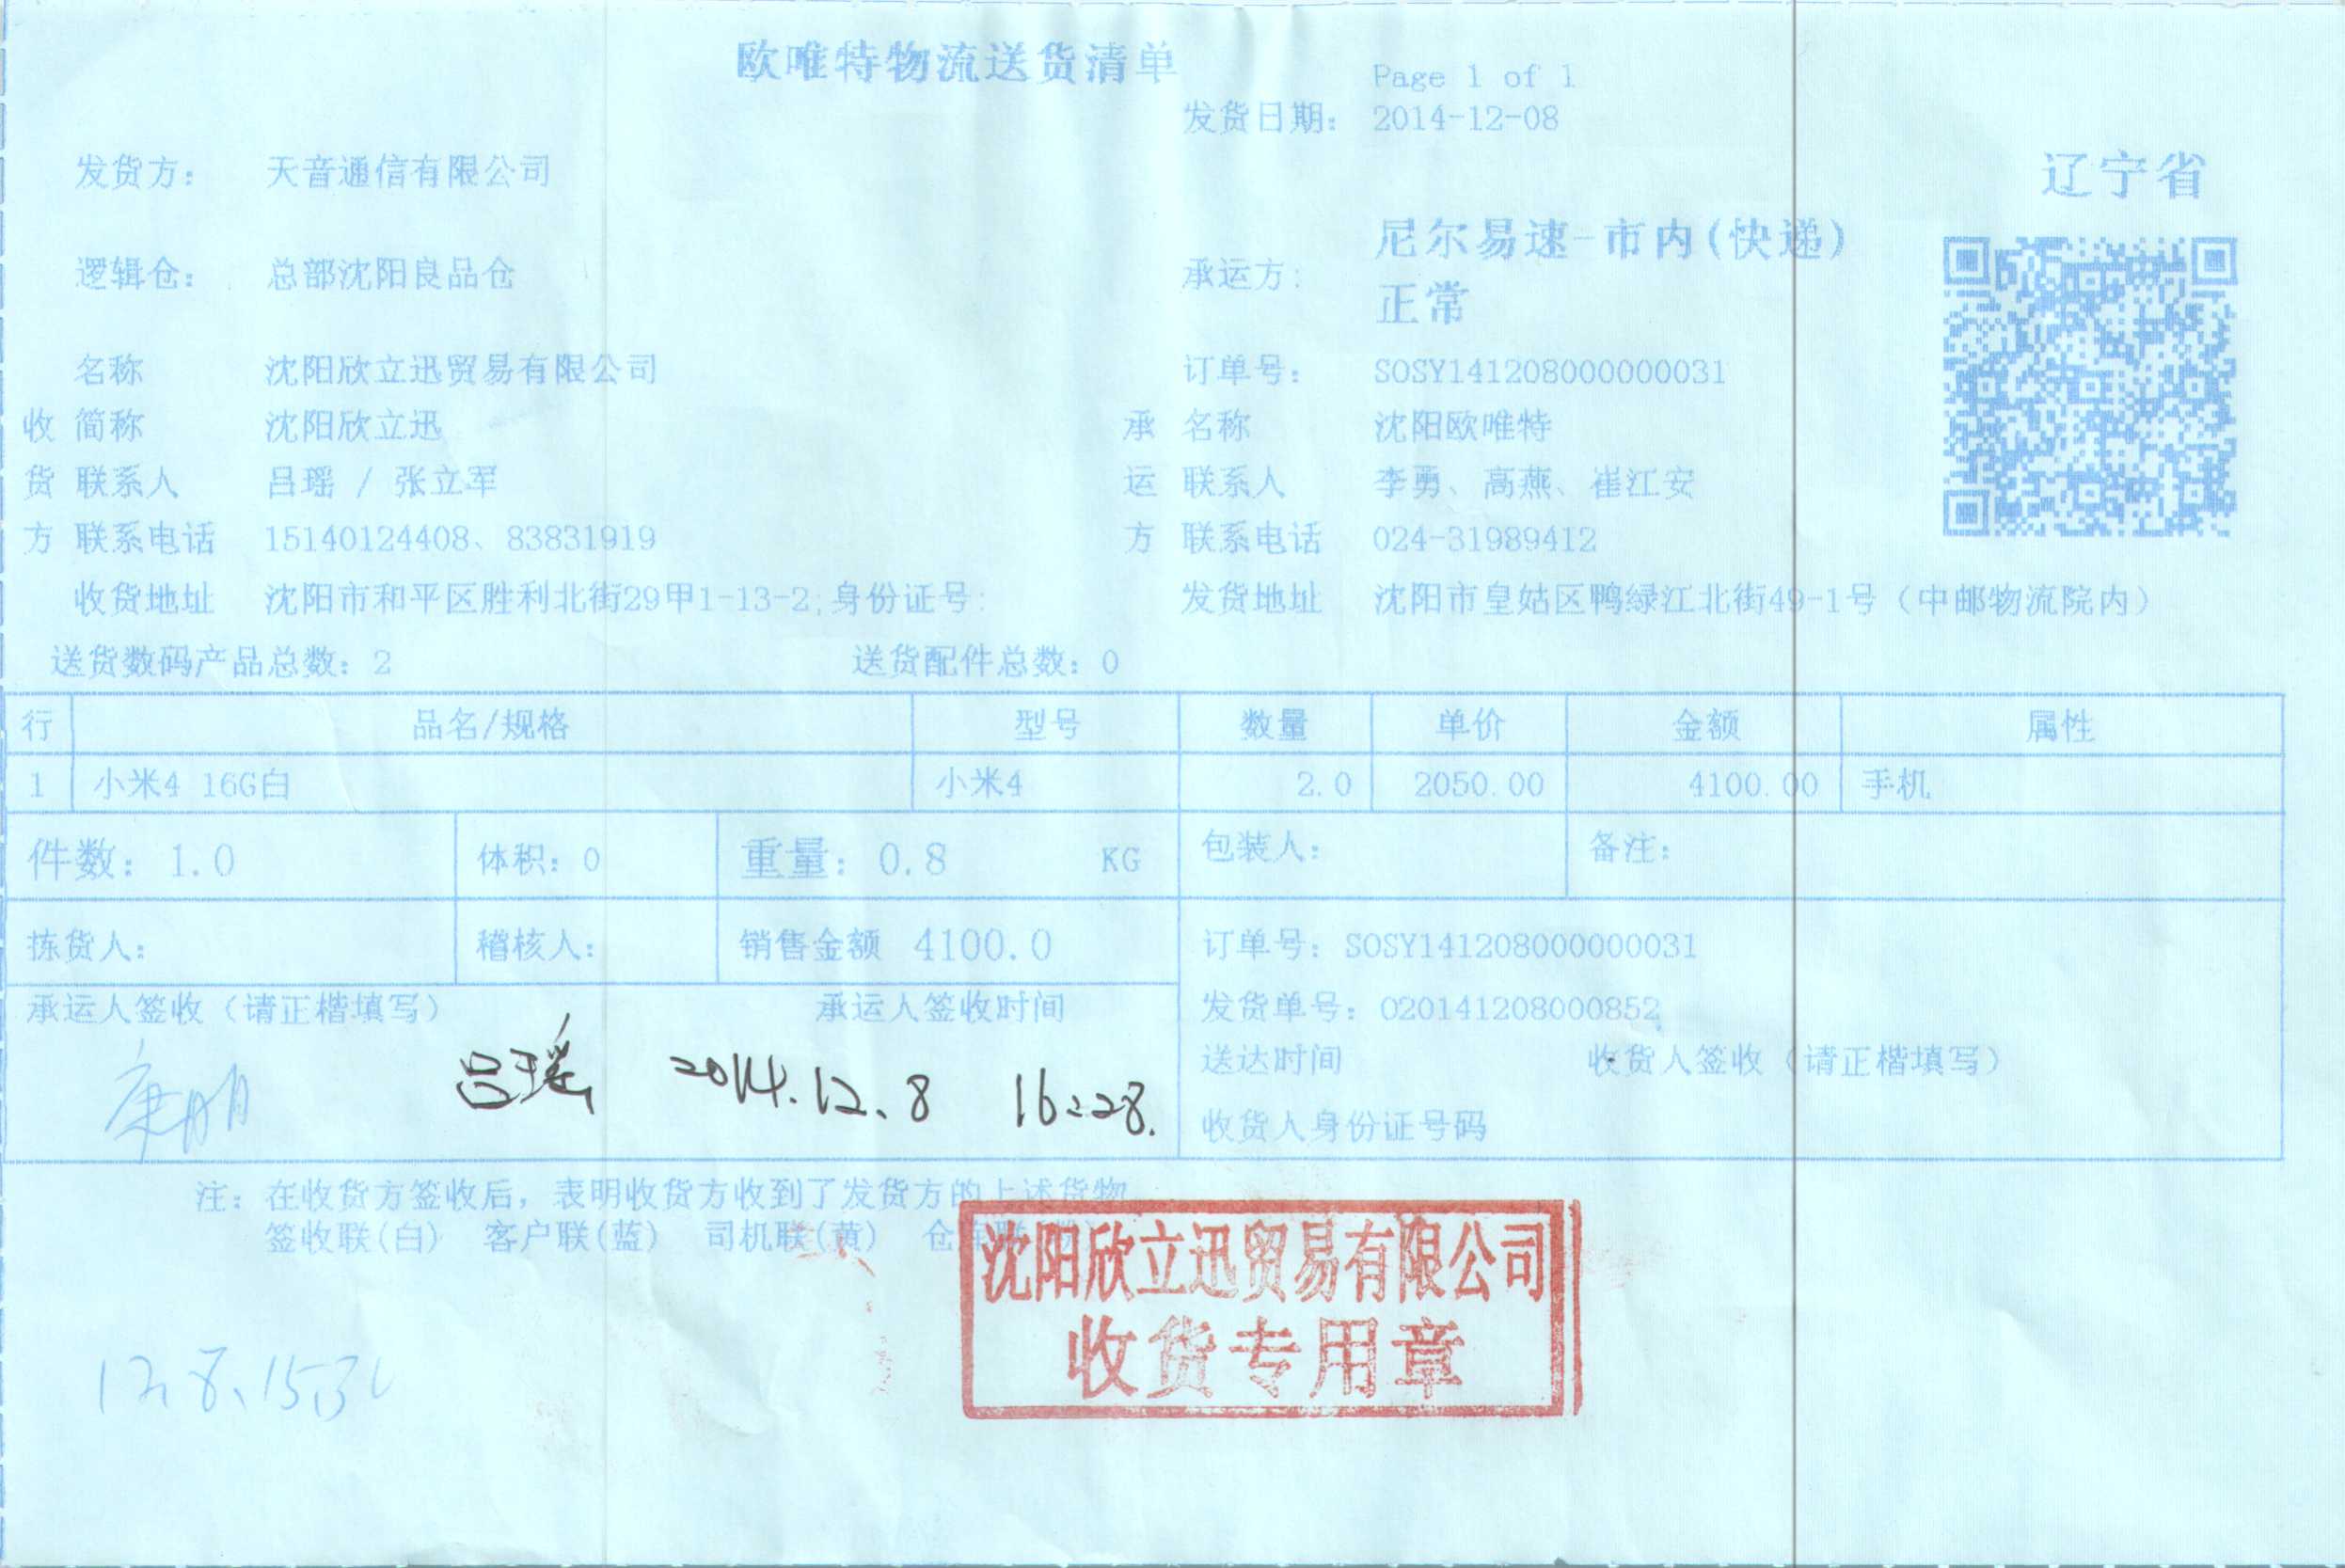 欧唯特物流送货清单
Page 1 of 1
发货日期： 2014-12-08
辽宁省
发货方： 天音通信有限公司
逻辑仓： 总部沈阳良品仓
承运方： 尼尔易速-市内(快递)
正常
名称 沈阳欣立迅贸易有限公司 订单号： SOSY141208000000031
收 简称 沈阳欣立迅 承 名称 沈阳欧唯特
货 联系人 吕瑶 / 张立军 运 联系人 李勇、高燕、崔江安
方 联系电话 15140124408、83831919 方 联系电话 024-31989412
收货地址 沈阳市和平区胜利北街29甲1-13-2;身份证号: 发货地址 沈阳市皇姑区鸭绿江北街49-1号（中邮物流院内）
送货数码产品总数：2 送货配件总数：0
行 品名/规格 型号 数量 单价 金额 属性
1 小米4 16G白 小米4 2.0 2050.00 4100.00 手机
件数：1.0 体积：0 重量：0.8 KG 包装人： 备注：
拣货人： 稽核人： 销售金额 4100.0 订单号：SOSY141208000000031
承运人签收（请正楷填写） 承运人签收时间 发货单号：020141208000852
吕瑶 2014.12.8 16:28.
送达时间 收货人签收（请正楷填写）
收货人身份证号码
注：在收货方签收后，表明收货方收到了发货方的上述货物
签收联(白) 客户联(蓝) 司机联(黄) 仓
沈阳欣立迅贸易有限公司
收货专用章